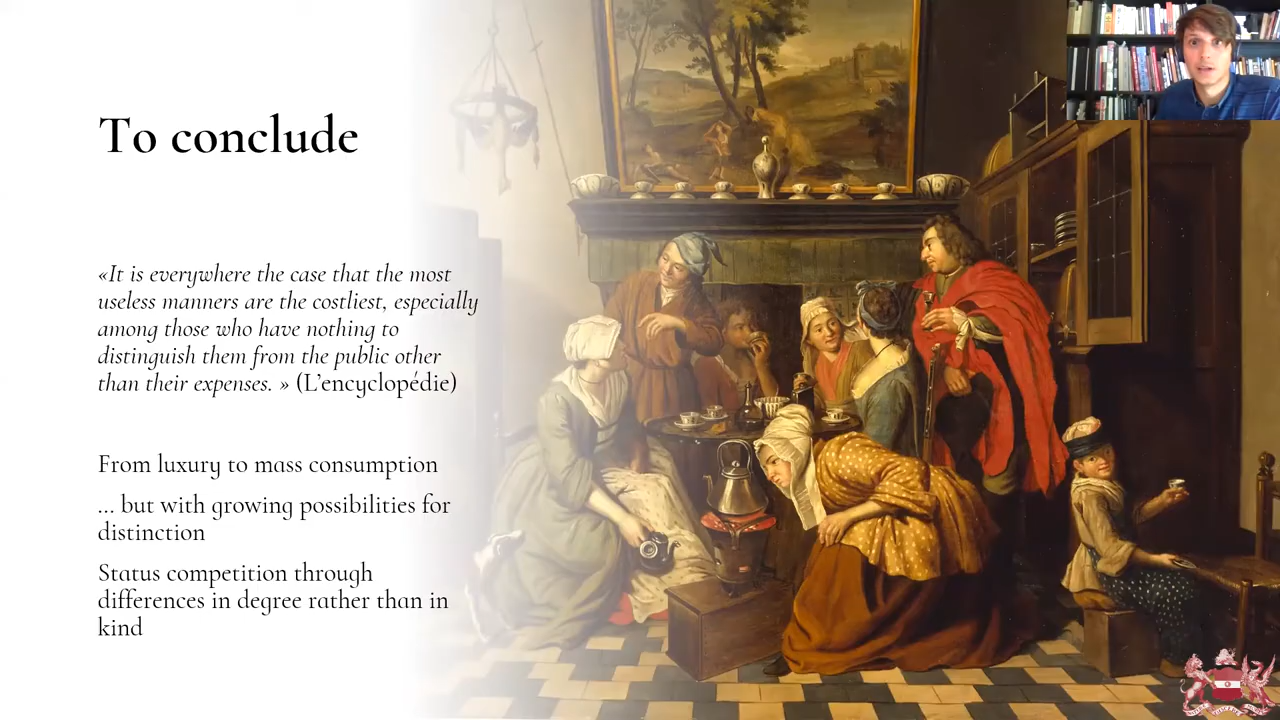 To conclude
«It is everywhere the case that the most
useless manners are the costliest, especially
among those who have nothing to
distinguish them from the public other
than their expenses. » (L'encyclopédie)
From luxury to mass consumption
... but with growing possibilities for
distinction
Status competition through
differences in degree rather than in
kind